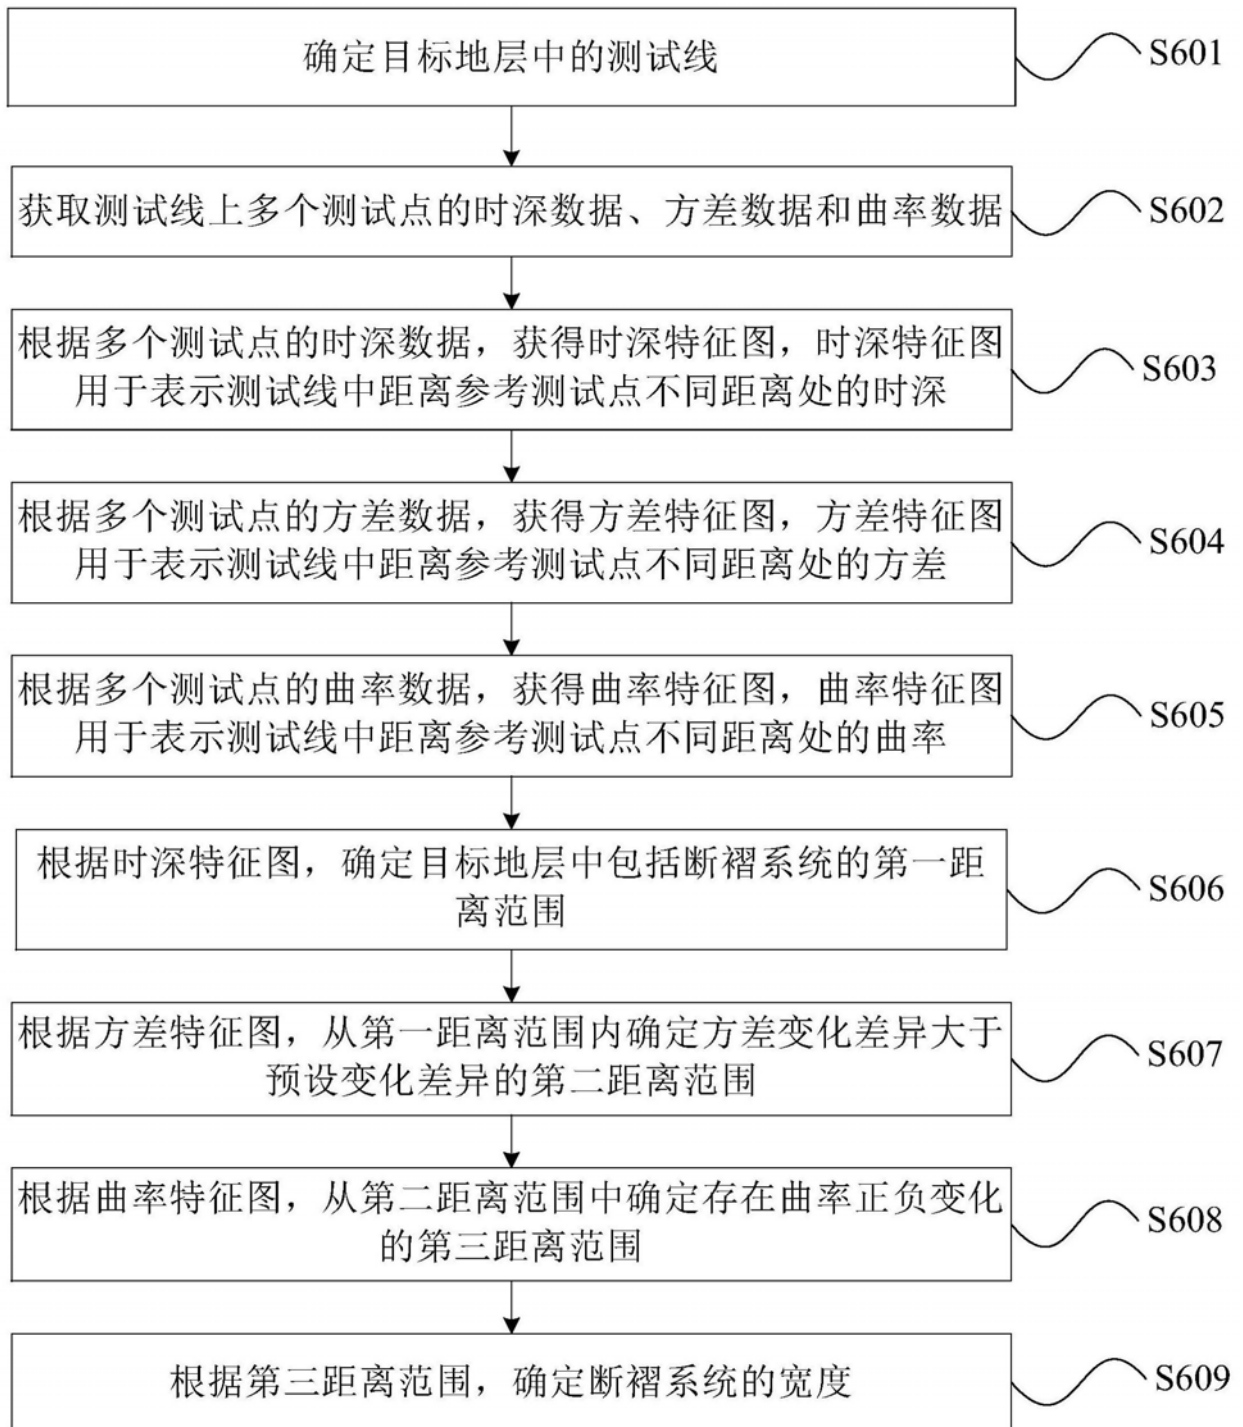 确定目标地层中的测试线
S601
获取测试线上多个测试点的时深数据、方差数据和曲率数据
S602
根据多个测试点的时深数据，获得时深特征图，时深特征图
用于表示测试线中距离参考测试点不同距离处的时深
S603
根据多个测试点的方差数据，获得方差特征图，方差特征图
用于表示测试线中距离参考测试点不同距离处的方差
S604
根据多个测试点的曲率数据，获得曲率特征图，曲率特征图
用于表示测试线中距离参考测试点不同距离处的曲率
S605
根据时深特征图，确定目标地层中包括断褶系统的第一距
离范围
S606
根据方差特征图，从第一距离范围内确定方差变化差异大于
预设变化差异的第二距离范围
S607
根据曲率特征图，从第二距离范围中确定存在曲率正负变化
的第三距离范围
S608
根据第三距离范围，确定断褶系统的宽度
S609